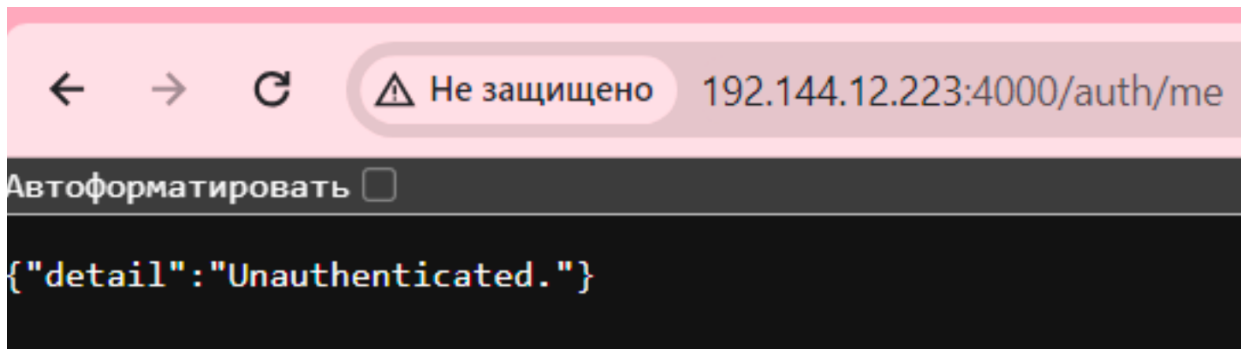 Не защищено 192.144.12.223:4000/auth/me
Автоформатировать
{"detail":"Unauthenticated."}